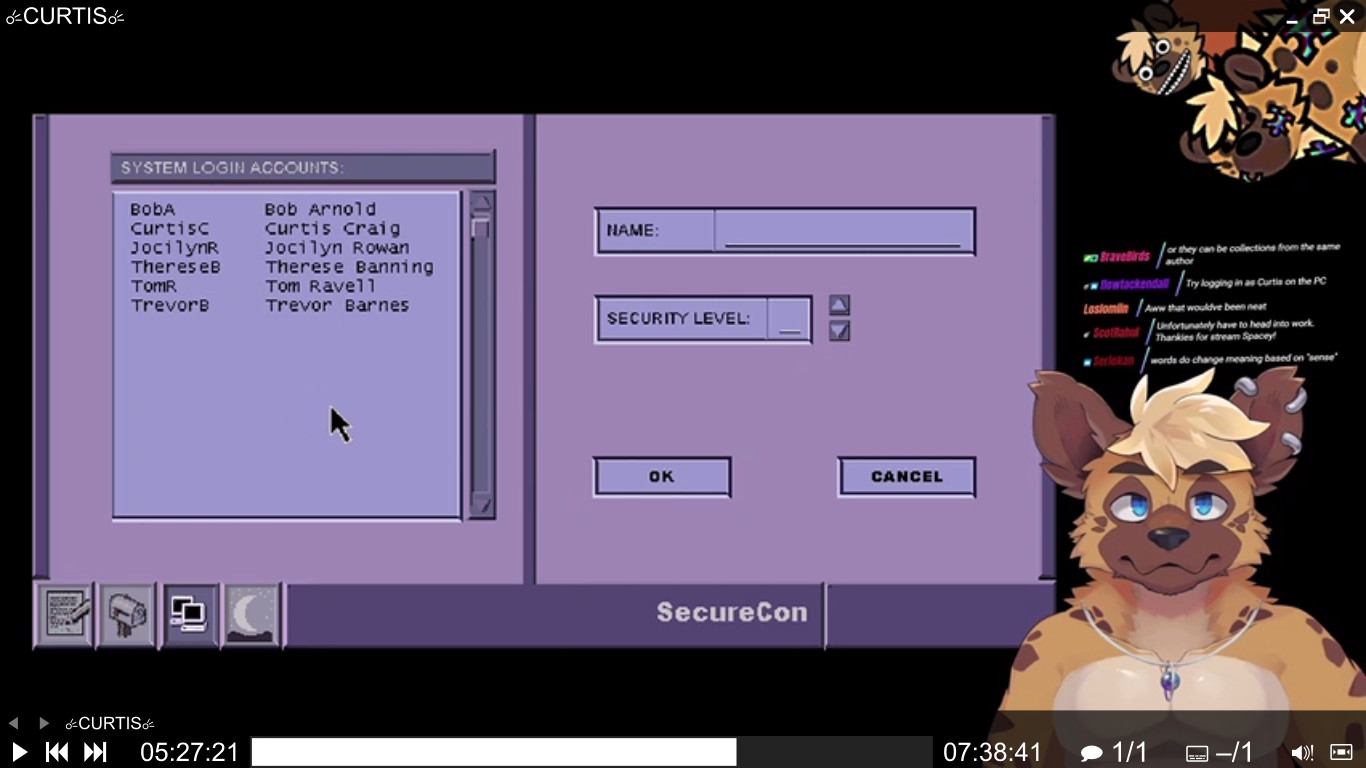 CURTIS
SYSTEM LOGIN ACCOUNTS:
BobA Bob Arnold
CurtisC Curtis Craig
JocilynR Jocilyn Rowan
ThereseB Therese Banning
TomR Tom Ravell
TrevorB Trevor Barnes
NAME:
SECURITY LEVEL:
OK CANCEL
SecureCon
BraveBirds or they can be collections from the same
author
flowtackendall Try logging in as Curtis on the PC
Loslomlin Aww that wouldve been neat
ScotRahul Unfortunately have to head into work.
Thankies for stream Spacey!
Seriokan words do change meaning based on "sense"
CURTIS
05:27:21 07:38:41 1/1 –/1